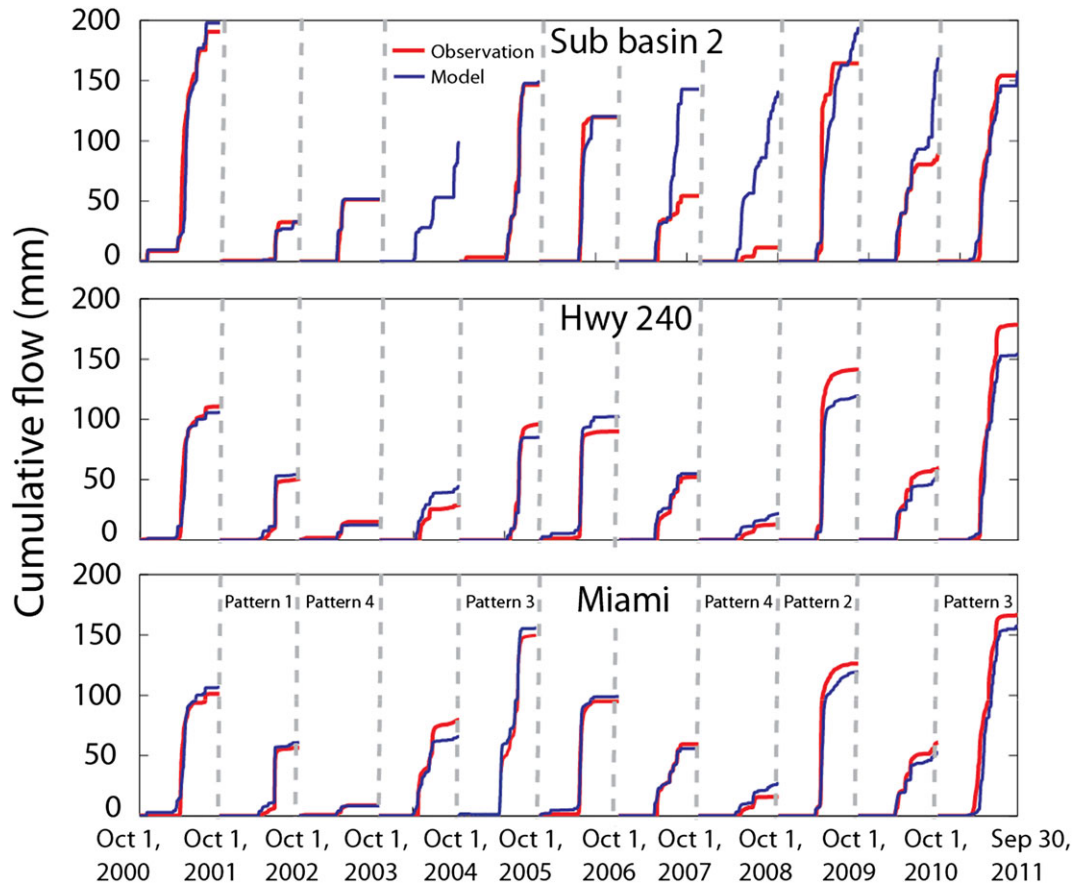 Cumulative flow (mm)
200
150
100
50
0
Sub basin 2
Observation
Model
200
150
100
50
0
Hwy 240
200
150
100
50
0
Miami
Pattern 1
Pattern 4
Pattern 3
Pattern 4
Pattern 2
Pattern 3
Oct 1,
2000
Oct 1,
2001
Oct 1,
2002
Oct 1,
2003
Oct 1,
2004
Oct 1,
2005
Oct 1,
2006
Oct 1,
2007
Oct 1,
2008
Oct 1,
2009
Oct 1,
2010
Sep 30,
2011